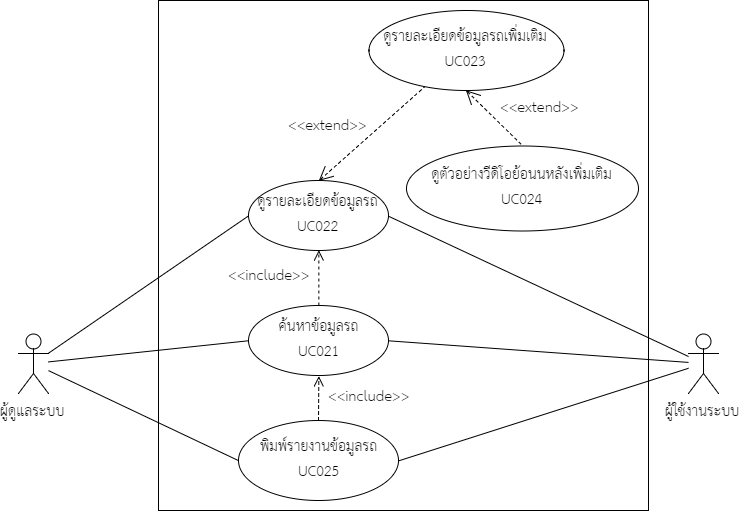 ดูรายละเอียดข้อมูลรถเพิ่มเติม
UC023
<<extend>>
<<extend>>
ดูตัวอย่างวีดิโอย้อนนหลังเพิ่มเติม
UC024
ดูรายละเอียดข้อมูลรถ
UC022
<<include>>
ค้นหาข้อมูลรถ
UC021
<<include>>
ผู้ดูแลระบบ
ผู้ใช้งานระบบ
พิมพ์รายงานข้อมูลรถ
UC025